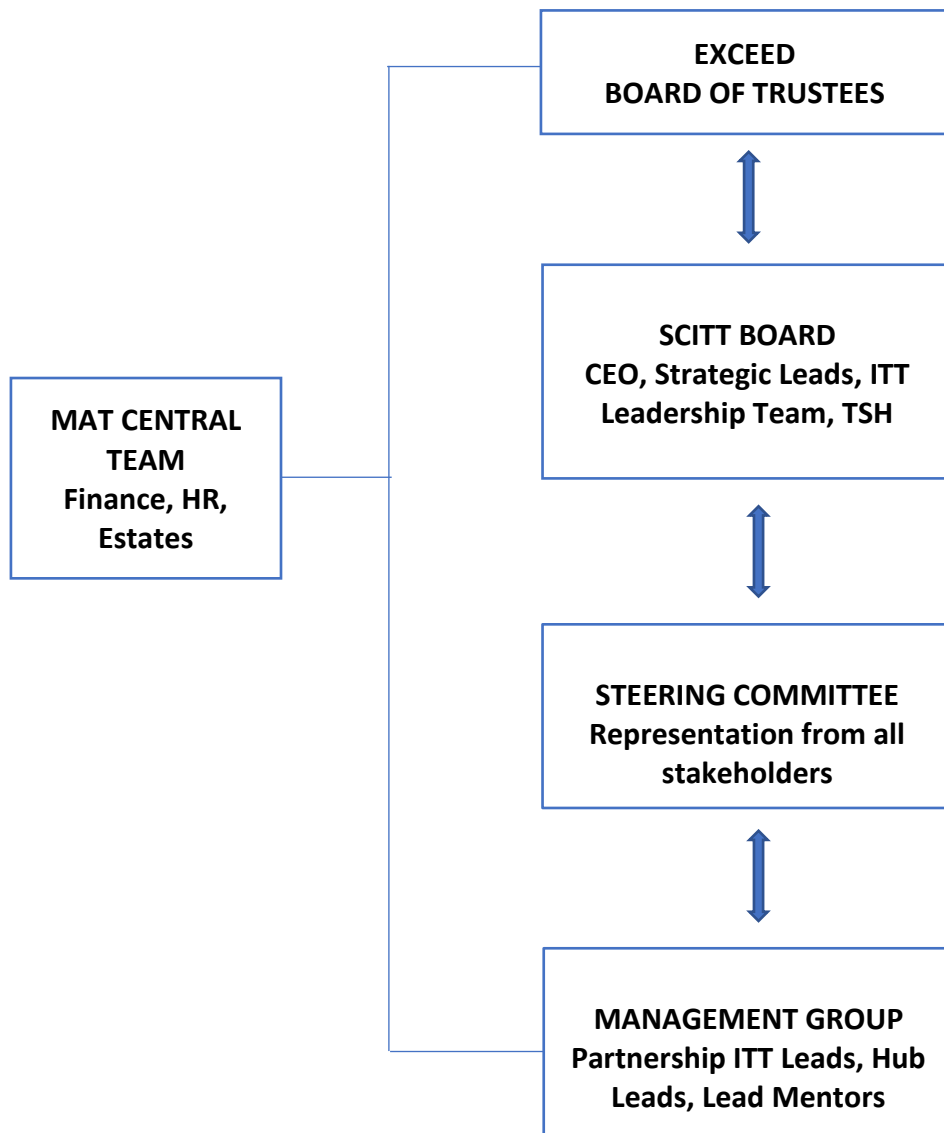 EXCEED
BOARD OF TRUSTEES
SCITT BOARD
CEO, Strategic Leads, ITT
Leadership Team, TSH
MAT CENTRAL
TEAM
Finance, HR,
Estates
STEERING COMMITTEE
Representation from all
stakeholders
MANAGEMENT GROUP
Partnership ITT Leads, Hub
Leads, Lead Mentors